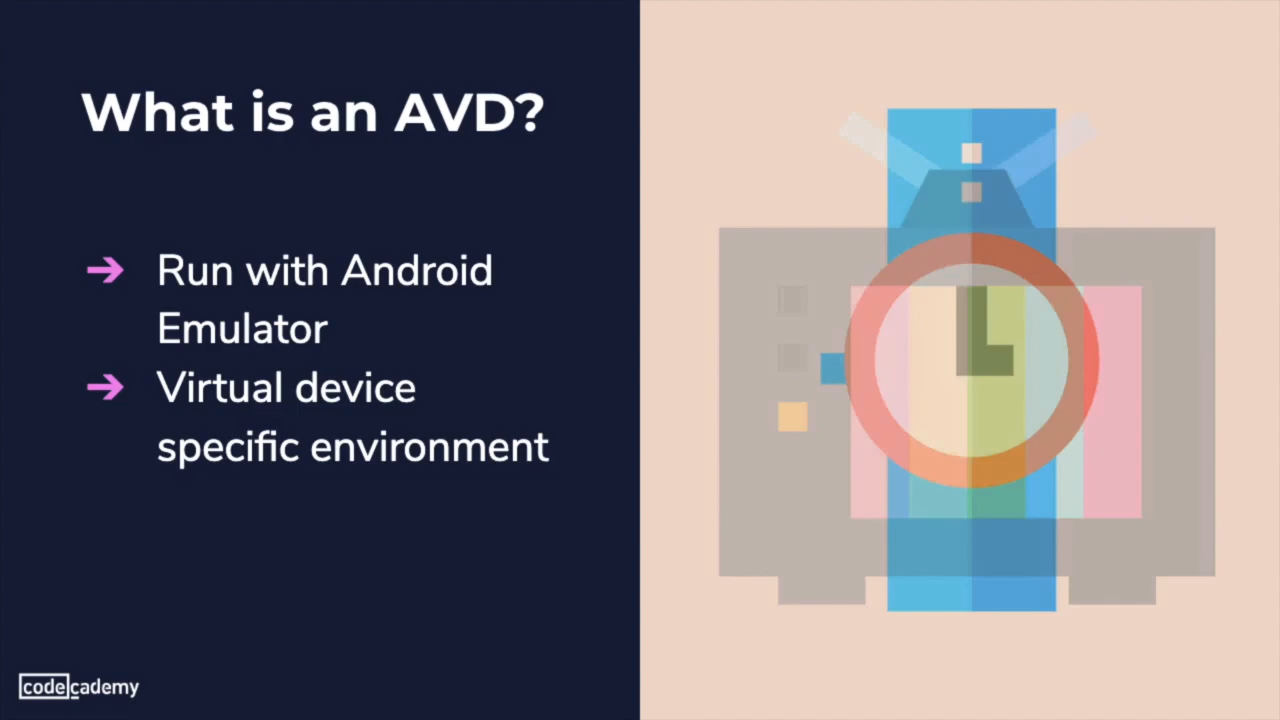 What is an AVD?
➔ Run with Android
Emulator
➔ Virtual device
specific environment
codecademy